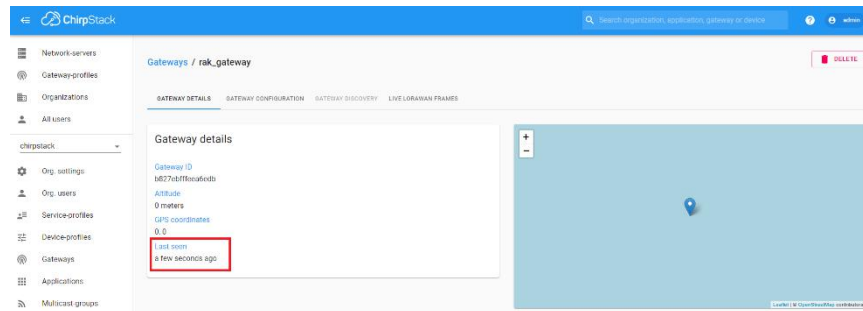 ChirpStack
Search organization, application, gateway or device
?
admin
Network-servers
Gateway-profiles
Organizations
All users
chirpstack
Org. settings
Org. users
Service-profiles
Device-profiles
Gateways
Applications
Multicast groups
Gateways / rak_gateway
DELETE
GATEWAY DETAILS GATEWAY CONFIGURATION GATEWAY DISCOVERY LIVE LORAWAN FRAMES
Gateway details
Gateway ID
Altitude
0 meters
GPS coordinates
0, 0
Last seen
a few seconds ago
+
−
Leaflet | © OpenStreetMap contributors